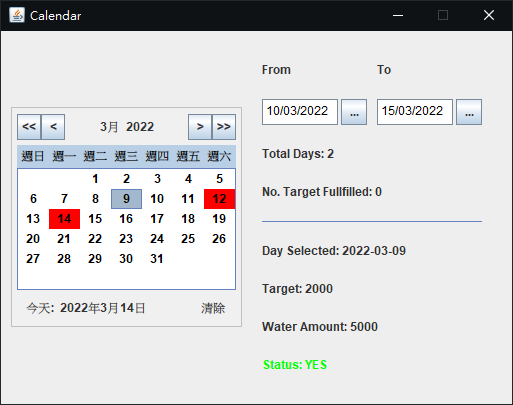 Calendar
From To
10/03/2022 ... 15/03/2022 ...
<< < 3月 2022 > >>
週日 週一 週二 週三 週四 週五 週六
1 2 3 4 5
6 7 8 9 10 11 12
13 14 15 16 17 18 19
20 21 22 23 24 25 26
27 28 29 30 31
今天: 2022年3月14日 清除
Total Days: 2
No. Target Fullfilled: 0
Day Selected: 2022-03-09
Target: 2000
Water Amount: 5000
Status: YES